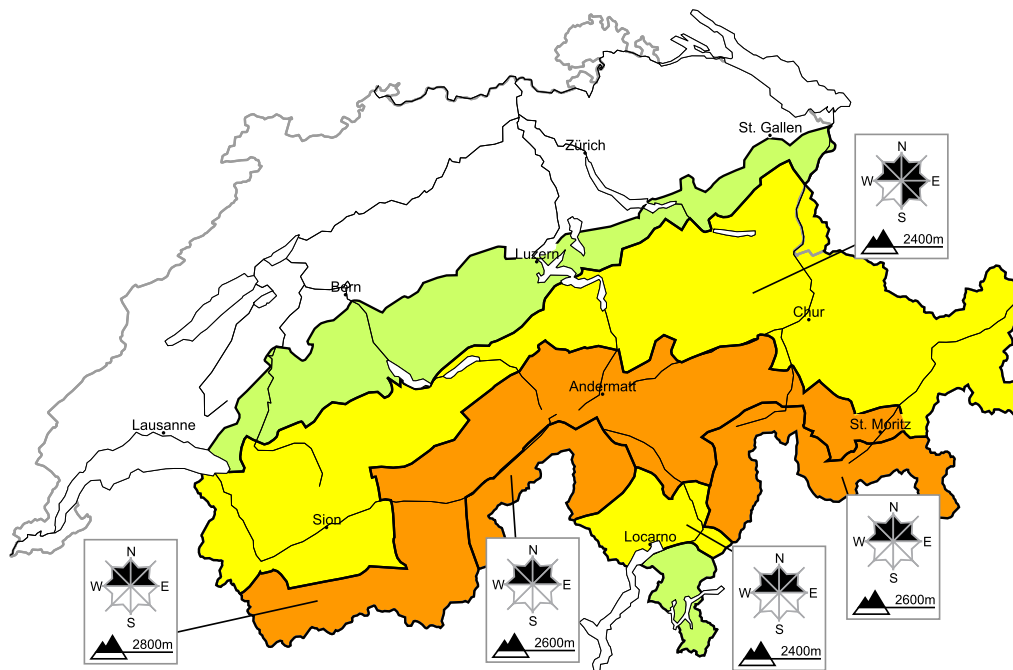 St. Gallen
Zürich
N
W E
S
2400m
Luzern
Bern
Chur
Andermatt
Lausanne
St. Moritz
Sion
Locarno
N
W E
S
2600m
N
W E
S
2800m
N
W E
S
2600m
N
W E
S
2400m